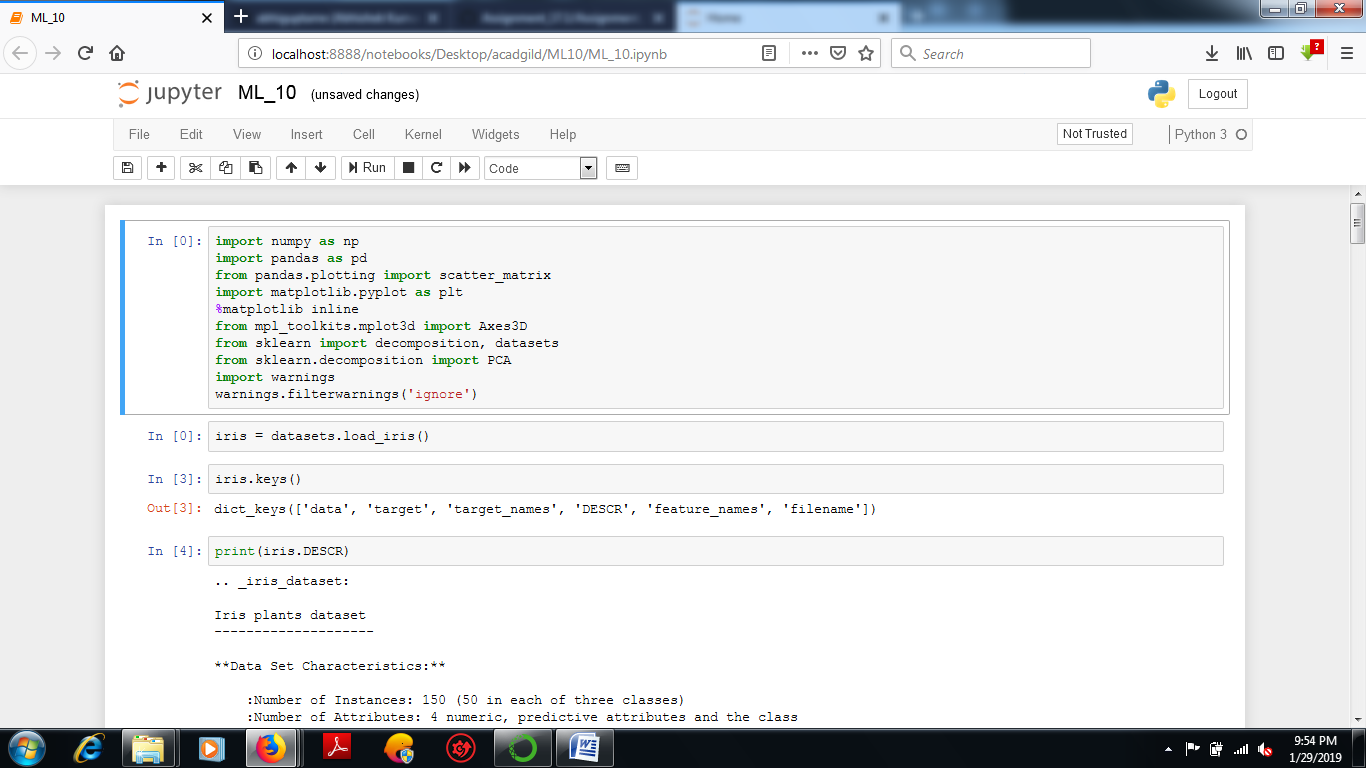 ML_10
Home
localhost:8888/notebooks/Desktop/acadgild/ML10/ML_10.ipynb
Search
jupyter ML_10 (unsaved changes)
Logout
File Edit View Insert Cell Kernel Widgets Help
Not Trusted
Python 3
Run
Code
In [0]:
import numpy as np
import pandas as pd
from pandas.plotting import scatter_matrix
import matplotlib.pyplot as plt
%matplotlib inline
from mpl_toolkits.mplot3d import Axes3D
from sklearn import decomposition, datasets
from sklearn.decomposition import PCA
import warnings
warnings.filterwarnings('ignore')
In [0]: iris = datasets.load_iris()
In [3]: iris.keys()
Out[3]: dict_keys(['data', 'target', 'target_names', 'DESCR', 'feature_names', 'filename'])
In [4]: print(iris.DESCR)
.. _iris_dataset:
Iris plants dataset
--------------------
**Data Set Characteristics:**
:Number of Instances: 150 (50 in each of three classes)
:Number of Attributes: 4 numeric, predictive attributes and the class
9:54 PM
1/29/2019